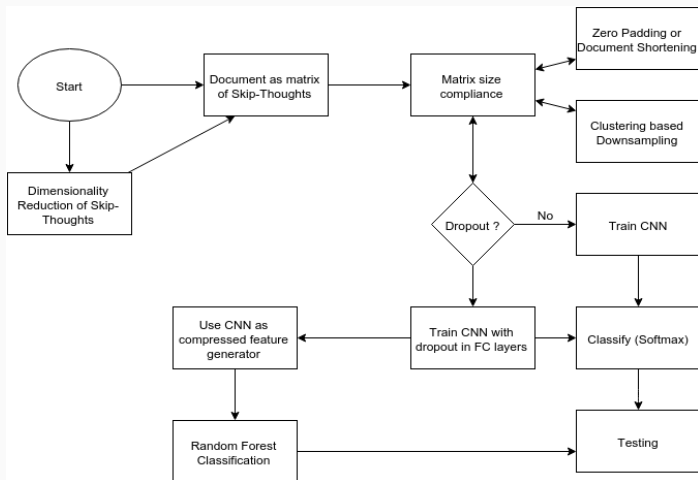 Zero Padding or
Document Shortening
Start
Document as matrix
of Skip-Thoughts
Matrix size
compliance
Clustering based
Downsampling
Dimensionality
Reduction of Skip-
Thoughts
Dropout ?
No
Train CNN
Use CNN as
compressed feature
generator
Train CNN with
dropout in FC layers
Classify (Softmax)
Random Forest
Classification
Testing